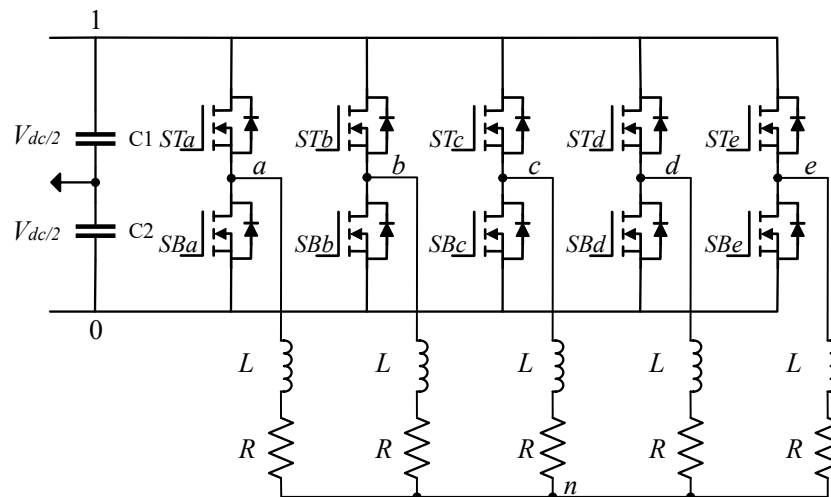 1
Vdc/2 C1 STa STb STc STd STe
a b c d e
Vdc/2 C2 SBa SBb SBc SBd SBe
0
L L L L L
R R R R R
n